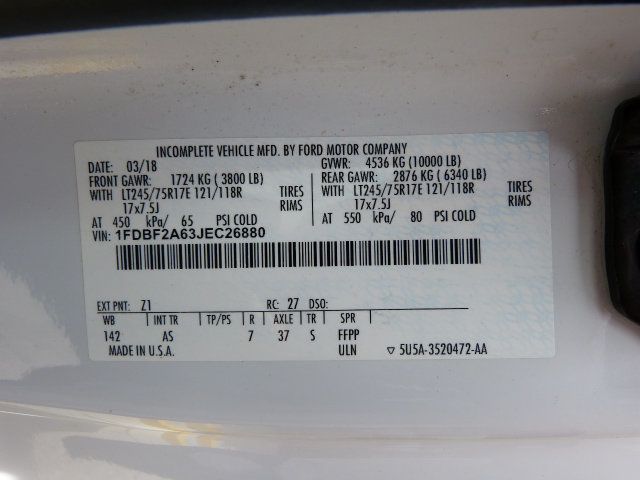 INCOMPLETE VEHICLE MFD. BY FORD MOTOR COMPANY
DATE: 03/18 GVWR: 4536 KG (10000 LB)
FRONT GAWR: 1724 KG ( 3800 LB) REAR GAWR: 2876 KG ( 6340 LB)
WITH LT245/75R17E 121/118R TIRES WITH LT245/75R17E 121/118R TIRES
17x7.5J RIMS 17x7.5J RIMS
AT 450 kPa/ 65 PSI COLD AT 550 kPa/ 80 PSI COLD
VIN: 1FDBF2A63JEC26880
EXT PNT: Z1 RC: 27 DSO:
WB INT TR TP/PS R AXLE TR SPR
142 AS 7 37 S FFPP
MADE IN U.S.A. ULN ▽ 5U5A-3520472-AA